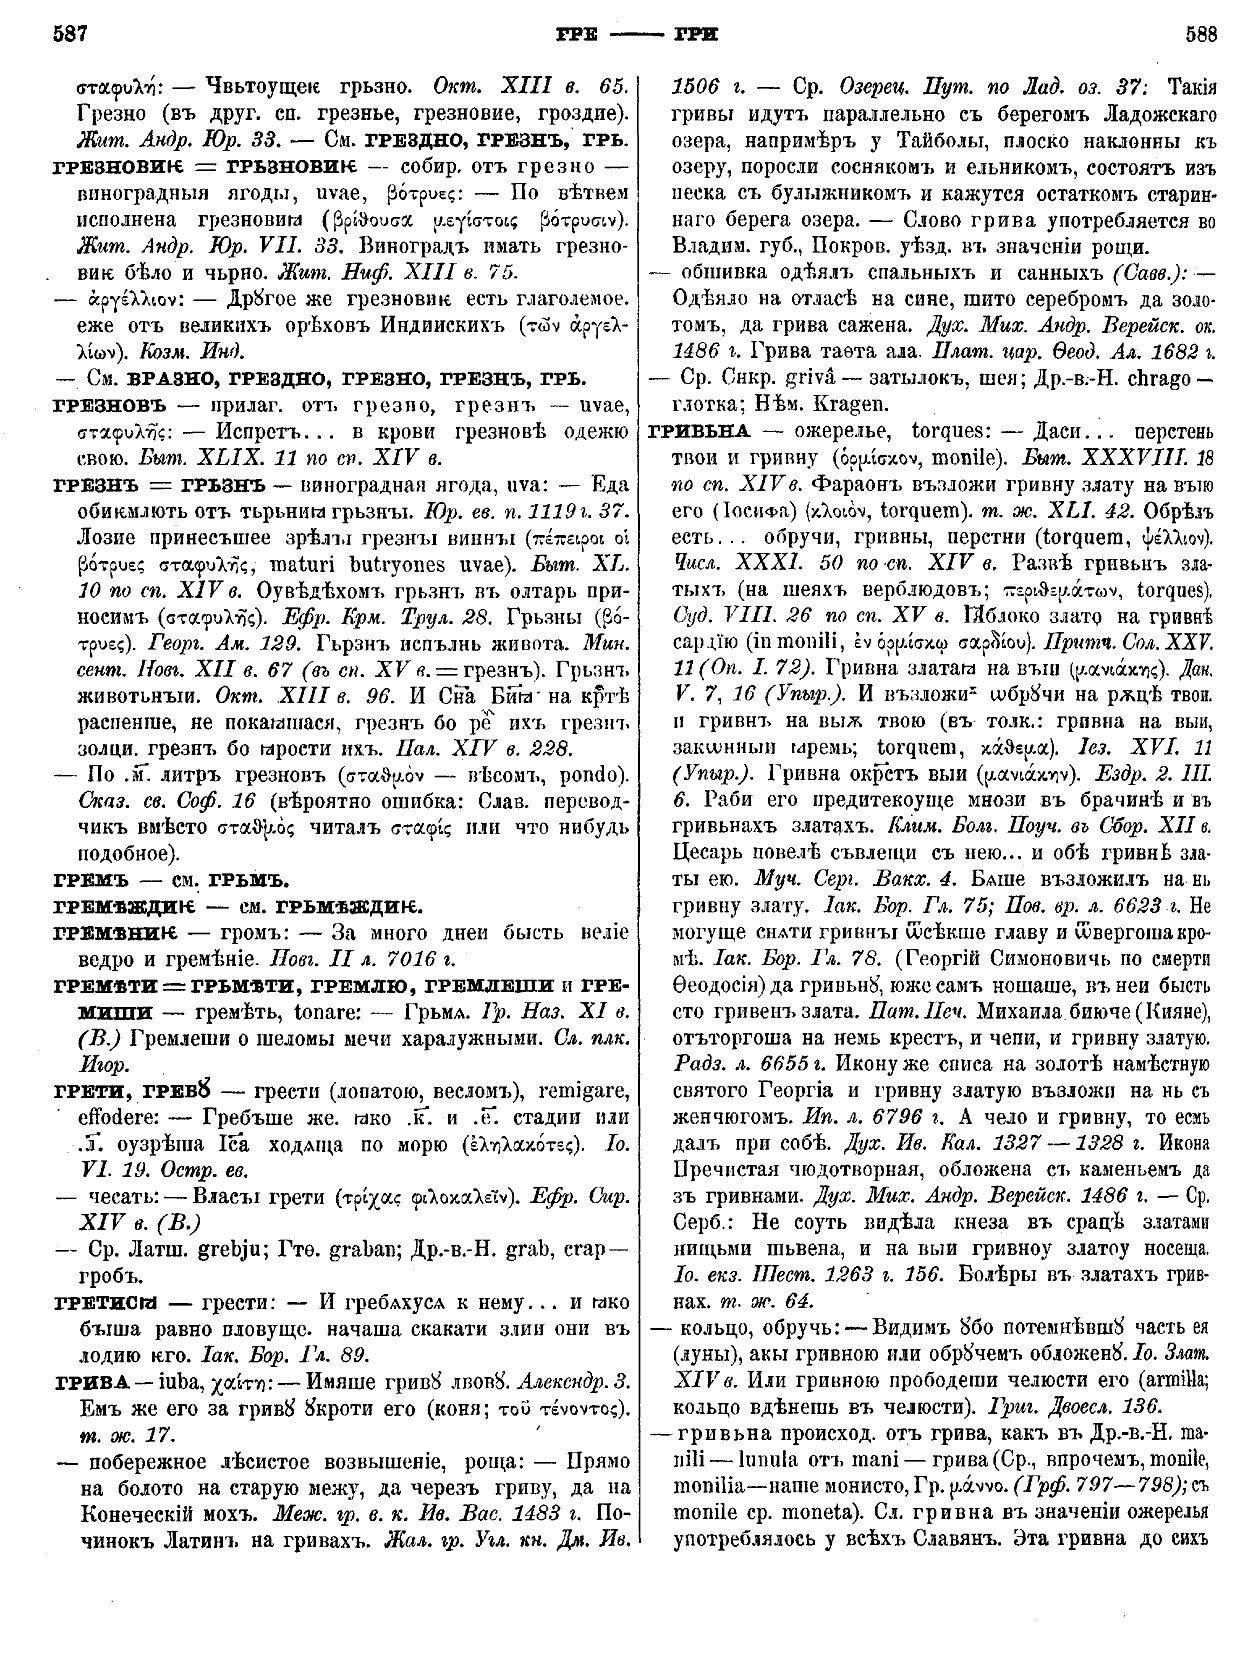 587
ГРЕ —— ГРИ
588
σταφυλή: — Чвьтоущеѥ грьзно. Окт. XIII в. 65.
Грезно (въ друг. сп. грезнье, грезновие, гроздие).
Жит. Андр. Юр. 33. — См. ГРЕЗДНО, ГРЕЗНЪ, ГРЬ.
ГРЕЗНОВИѤ = ГРЬЗНОВИѤ — собир. отъ грезно —
виноградныя ягоды, uvae, βότρυες: — По вѣтвем
исполнена грезновиꙗ (βρίθουσα μεγίστοις βότρυσιν).
Жит. Андр. Юр. VII. 33. Виноградъ имать грезно-
виѥ бѣло и чьрно. Жит. Ниф. XIII в. 75.
— ἀργέλλιον: — Дрꙋгое же грезновиѥ есть глаголемое.
еже отъ великихъ орѣховъ Индиискихъ (τῶν ἀργελ-
λίων). Козм. Инд.
— См. ВРАЗНО, ГРЕЗДНО, ГРЕЗНО, ГРЕЗНЪ, ГРЬ.
ГРЕЗНОВЪ — прилаг. отъ грезно, грезнъ — uvae,
σταφυλῆς: — Испретъ... в крови грезновѣ одежю
свою. Быт. XLIX. 11 по сп. XIV в.
ГРЕЗНЪ = ГРЬЗНЪ — виноградная ягода, uva: — Еда
обиѥмлють отъ тьрьниꙗ грьзны. Юр. ев. п. 1119 г. 37.
Лозие принесъшее зрѣлы грезны винны (πέπειροι οἱ
βότρυες σταφυλῆς, maturi butryones uvae). Быт. XL.
10 по сп. XIV в. Оувѣдѣхомъ грьзнъ въ олтарь при-
носимъ (σταφυλῆς). Ефр. Крм. Трул. 28. Грьзны (βό-
τρυες). Георг. Ам. 129. Гьрзнъ испълнь живота. Мин.
сент. Новг. XII в. 67 (въ сп. XV в. = грезнъ). Грьзнъ
животьныи. Окт. XIII в. 96. И Сн҃а Би҃ꙗ на кр҃тѣ
распенше, не покаꙗшася, грезнъ бо реⷱ ихъ грезнъ
золци. грезнъ бо ꙗрости ихъ. Пал. XIV в. 228.
— По .м҃. литръ грезновъ (σταθμόν — вѣсомъ, pondo).
Сказ. св. Соф. 16 (вѣроятно ошибка: Слав. перевод-
чикъ вмѣсто σταθμός читалъ σταφίς или что нибудь
подобное).
ГРЕМЪ — см. ГРЬМЪ.
ГРЕМѢЖДИѤ — см. ГРЬМѢЖДИѤ.
ГРЕМѢНИѤ — громъ: — За много днеи бысть веліе
ведро и гремѣніе. Новг. II л. 7016 г.
ГРЕМѢТИ = ГРЬМѢТИ, ГРЕМЛЮ, ГРЕМЛЕШИ и ГРЕ-
МИШИ — гремѣть, tonare: — Грьмѧ. Гр. Наз. XI в.
(В.) Гремлеши о шеломы мечи харалужными. Сл. плк.
Игор.
ГРЕТИ, ГРЕБꙊ — грести (лопатою, весломъ), remigare,
effodere: — Гребъше же. ꙗко .к҃. и .е҃. стадии или
.л҃. оузрѣша Іс҃а ходѧща по морю (ἐληλακότες). Іо.
VI. 19. Остр. ев.
— чесать: — Власы грети (τρίχας φιλοκαλεῖν). Ефр. Сир.
XIV в. (В.)
— Ср. Латш. grebju; Гтѳ. graban; Др.-в.-Н. grab, crap —
гробъ.
ГРЕТИСꙖ — грести: — И гребѧхусѧ к нему... и ꙗко
быша равно пловуще. начаша скакати злии они въ
лодию ѥго. Іак. Бор. Гл. 89.
ГРИВА — iuba, χαίτη: — Имяше гривꙋ лвовꙋ. Александр. 3.
Емъ же его за гривꙋ ꙋкроти его (коня; τοῦ τένοντος).
т. ж. 17.
— побережное лѣсистое возвышеніе, роща: — Прямо
на болото на старую межу, да черезъ гриву, да на
Конеческій мохъ. Меж. гр. в. к. Ив. Вас. 1483 г. По-
чинокъ Латинъ на гривахъ. Жал. гр. Угл. кн. Дм. Ив.
1506 г. — Ср. Озерец. Пут. по Лад. оз. 37: Такія
гривы идутъ параллельно съ берегомъ Ладожскаго
озера, напримѣръ у Тайболы, плоско наклонны къ
озеру, поросли соснякомъ и ельникомъ, состоятъ изъ
песка съ булыжникомъ и кажутся остаткомъ старин-
наго берега озера. — Слово грива употребляется во
Владим. губ., Покров. уѣзд. въ значеніи рощи.
— обшивка одѣялъ спальныхъ и санныхъ (Савв.): —
Одѣяло на отласѣ на сине, шито серебромъ да золо-
томъ, да грива сажена. Дух. Мих. Андр. Верейск. ок.
1486 г. Грива таѳта ала. Плат. цар. Ѳеод. Ал. 1682 г.
— Ср. Снкр. grivâ — затылокъ, шея; Др.-в.-Н. chrago —
глотка; Нѣм. Kragen.
ГРИВЬНА — ожерелье, torques: — Даси... перстень
твои и гривну (ὁρμίσκον, monile). Быт. XXXVIII. 18
по сп. XIV в. Фараонъ възложи гривну злату на выю
его (Іосифа) (κλοιόν, torquem). т. ж. XLI. 42. Обрѣлъ
есть... обручи, гривны, перстни (torquem, ψέλλιον).
Числ. XXXI. 50 по сп. XIV в. Развѣ гривьнъ зла-
тыхъ (на шеяхъ верблюдовъ; περιθεμάτων, torques).
Суд. VIII. 26 по сп. XV в. Ꙗблоко злато на гривнѣ
сардїю (in monili, ἐν ὁρμίσκῳ σαρδίου). Притч. Сол. XXV.
11 (Оп. I. 72). Гривна златаꙗ на выи (μανιάκης). Дан.
V. 7, 16 (Упыр.). И възложиⷯ ѡбрꙋчи на рѫцѣ твои.
и гривнъ на выѫ твою (въ толк.: гривна на выи,
закѡнныи ꙗремь; torquem, κάθεμα). Іез. XVI. 11
(Упыр.). Гривна окр҃стъ выи (μανιάκην). Ездр. 2. III.
6. Раби его предитекоуще мнози въ брачинѣ и въ
гривьнахъ златахъ. Клим. Болг. Поуч. въ Сбор. XII в.
Цесарь повелѣ съвлещи съ нею... и обѣ гривнѣ зла-
ты ею. Муч. Серг. Вакх. 4. Бѧше възложилъ на нь
гривну злату. Іак. Бор. Гл. 75; Пов. вр. л. 6623 г. Не
могуще снѧти гривны ѿсѣкше главу и ѿвергоша кро-
мѣ. Іак. Бор. Гл. 78. (Георгій Симоновичь по смерти
Ѳеодосія) да гривьнꙋ, юже самъ ношаше, въ неи бысть
сто гривенъ злата. Пат. Печ. Михаила биюче (Кияне),
отъторгоша на немь крестъ, и чепи, и гривну златую.
Радз. л. 6655 г. Икону же списа на золотѣ намѣстную
святого Георгіа и гривну златую възложи на нь съ
женчюгомъ. Ип. л. 6796 г. А чело и гривну, то есмь
далъ при собѣ. Дух. Ив. Кал. 1327 — 1328 г. Икона
Пречистая чюдотворная, обложена съ каменьемъ да
зъ гривнами. Дух. Мих. Андр. Верейск. 1486 г. — Ср.
Серб.: Не соуть видѣла кнеза въ срацѣ златами
нищьми шьвена, и на выи гривноу златоу носеща.
Іо. екз. Шест. 1263 г. 156. Болѣры въ златахъ грив-
нах. т. ж. 64.
— кольцо, обручь: — Видимъ ꙋбо потемнѣвшꙋ часть ея
(луны), акы гривною или обрꙋчемъ обложенꙋ. Іо. Злат.
XIV в. Или гривною прободеши челюсти его (armilla;
кольцо вдѣнешь въ челюсти). Григ. Двоесл. 136.
— гривьна происход. отъ грива, какъ въ Др.-в.-Н. ma-
nili — lunula отъ mani — грива (Ср., впрочемъ, monile,
monilia — наше монисто, Гр. μάννο. (Грф. 797 — 798); съ
monile ср. moneta). Сл. гривна въ значеніи ожерелья
употреблялось у всѣхъ Славянъ. Эта гривна до сихъ